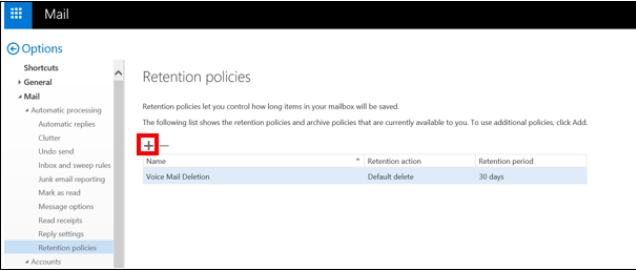 Mail
Options
Shortcuts
General
Mail
Automatic processing
Automatic replies
Clutter
Undo send
Inbox and sweep rules
Junk email reporting
Mark as read
Message options
Read receipts
Reply settings
Retention policies
Accounts
Retention policies
Retention policies let you control how long items in your mailbox will be saved.
The following list shows the retention policies and archive policies that are currently available to you. To use additional policies, click Add.
Name Retention action Retention period
Voice Mail Deletion Default delete 30 days